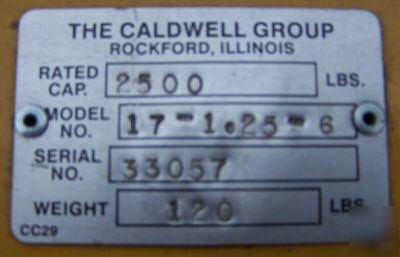 THE CALDWELL GROUP
ROCKFORD, ILLINOIS
RATED CAP. 2500 LBS.
MODEL NO. 17-1.25-6
SERIAL NO. 33057
WEIGHT 120 LBS.
CC29